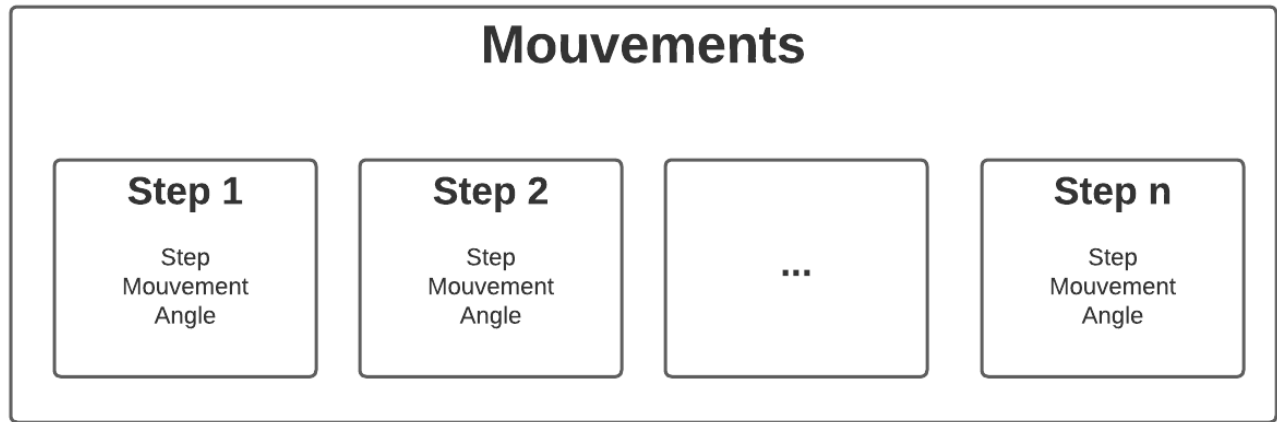 Mouvements
Step 1
Step
Mouvement
Angle
Step 2
Step
Mouvement
Angle
...
Step n
Step
Mouvement
Angle